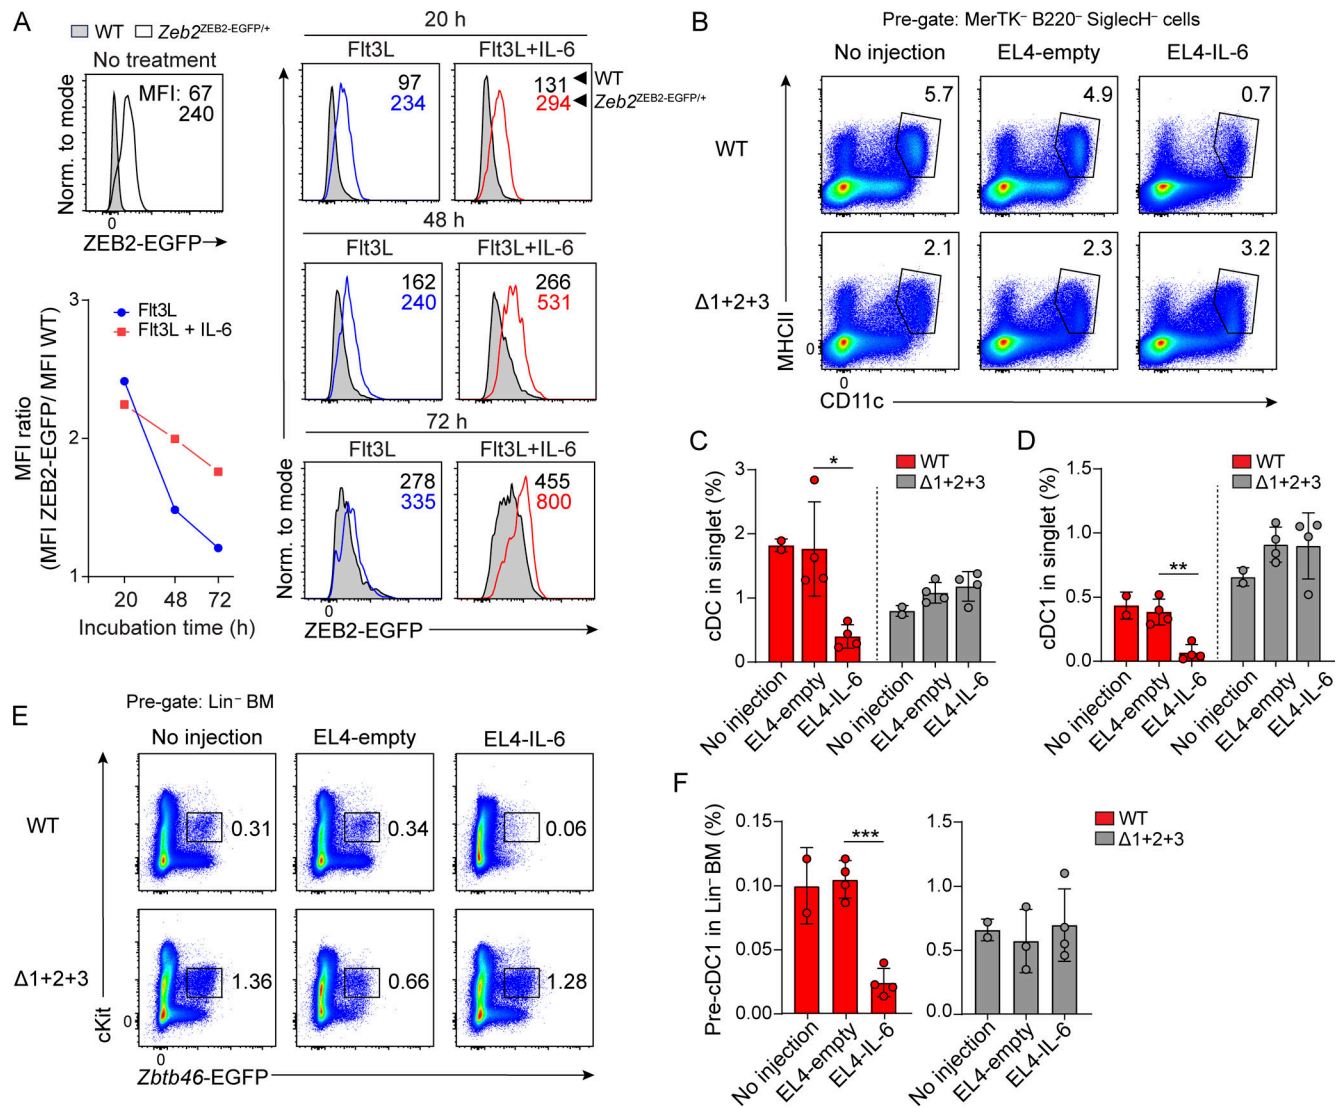 A
WT
Zeb2ZEB2-EGFP/+
No treatment
MFI: 67
240
Norm. to mode
0
ZEB2-EGFP
20 h
Flt3L
Flt3L+IL-6
97
234
131
294
WT
Zeb2ZEB2-EGFP/+
48 h
Flt3L
Flt3L+IL-6
162
240
266
531
72 h
Flt3L
Flt3L+IL-6
278
335
455
800
Norm. to mode
0
ZEB2-EGFP
3
2
1
Flt3L
Flt3L + IL-6
MFI ratio
(MFI ZEB2-EGFP/ MFI WT)
20 48 72
Incubation time (h)
B
Pre-gate: MerTK− B220− SiglecH− cells
No injection
EL4-empty
EL4-IL-6
WT
5.7
4.9
0.7
Δ1+2+3
2.1
2.3
3.2
MHCII
0
0
CD11c
C
WT
Δ1+2+3
*
cDC in singlet (%)
3
2
1
0
No injection
EL4-empty
EL4-IL-6
No injection
EL4-empty
EL4-IL-6
D
WT
Δ1+2+3
**
cDC1 in singlet (%)
1.5
1.0
0.5
0.0
No injection
EL4-empty
EL4-IL-6
No injection
EL4-empty
EL4-IL-6
E
Pre-gate: Lin− BM
No injection
EL4-empty
EL4-IL-6
WT
0.31
0.34
0.06
Δ1+2+3
1.36
0.66
1.28
cKit
0
0
Zbtb46-EGFP
F
WT
Δ1+2+3
***
Pre-cDC1 in Lin− BM (%)
0.15
0.10
0.05
0.00
No injection
EL4-empty
EL4-IL-6
1.5
1.0
0.5
0.0
No injection
EL4-empty
EL4-IL-6